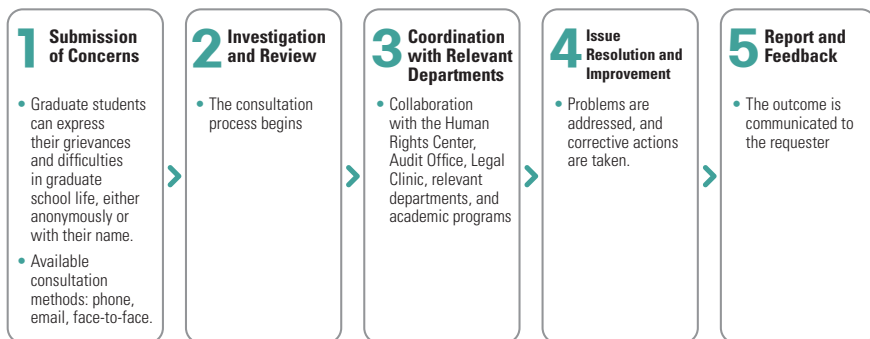 1 Submission
of Concerns
• Graduate students
can express
their grievances
and difficulties
in graduate
school life, either
anonymously or
with their name.
• Available
consultation
methods: phone,
email, face-to-face.
2 Investigation
and Review
• The consultation
process begins
3 Coordination
with Relevant
Departments
• Collaboration
with the Human
Rights Center,
Audit Office, Legal
Clinic, relevant
departments, and
academic programs
4 Issue
Resolution and
Improvement
• Problems are
addressed, and
corrective actions
are taken.
5 Report and
Feedback
• The outcome is
communicated to
the requester